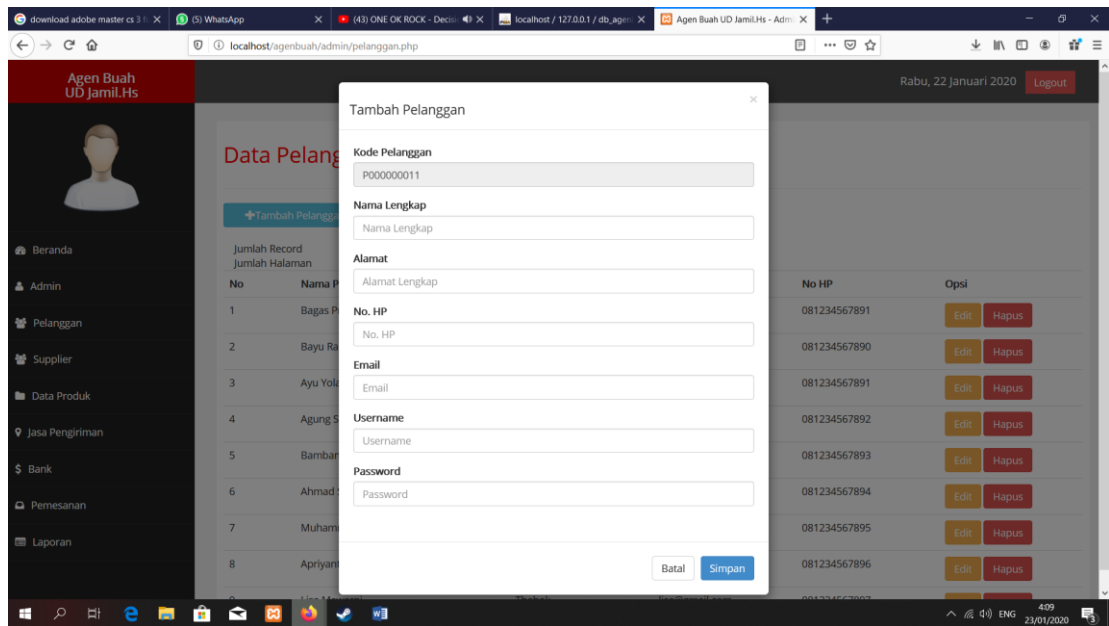 download adobe master cs 3 f
(5) WhatsApp
(43) ONE OK ROCK - Decisi
localhost / 127.0.0.1 / db_agen
Agen Buah UD Jamil.Hs - Adm
localhost/agenbuah/admin/pelanggan.php
Agen Buah
UD Jamil.Hs
Rabu, 22 Januari 2020 Logout
Beranda
Admin
Pelanggan
Supplier
Data Produk
Jasa Pengiriman
$ Bank
Pemesanan
Laporan
Data Pelang
+Tambah Pelangga
Jumlah Record
Jumlah Halaman
No Nama P No HP Opsi
1 Bagas P 081234567891 Edit Hapus
2 Bayu Ra 081234567890 Edit Hapus
3 Ayu Yola 081234567891 Edit Hapus
4 Agung S 081234567892 Edit Hapus
5 Bamban 081234567893 Edit Hapus
6 Ahmad 081234567894 Edit Hapus
7 Muham 081234567895 Edit Hapus
8 Apriyant 081234567896 Edit Hapus
Tambah Pelanggan ×
Kode Pelanggan
P000000011
Nama Lengkap
Nama Lengkap
Alamat
Alamat Lengkap
No. HP
No. HP
Email
Email
Username
Username
Password
Password
Batal Simpan
ENG
4:09
23/01/2020
3